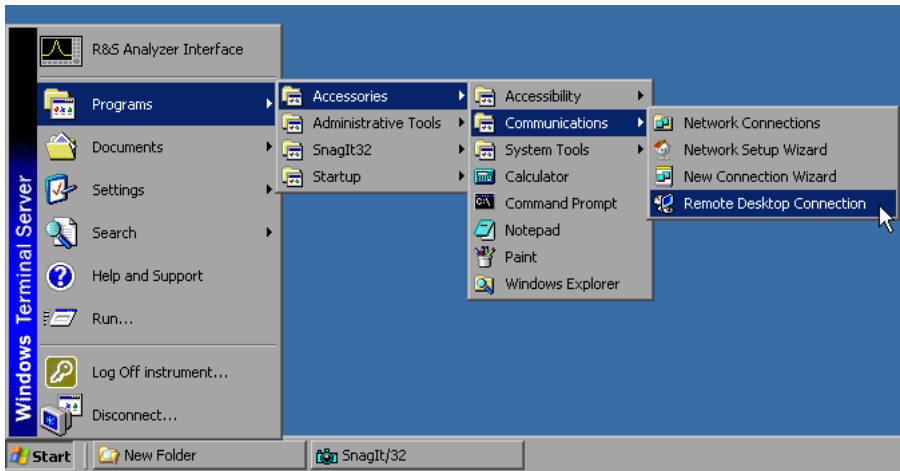 R&S Analyzer Interface
Programs
Documents
Settings
Search
Help and Support
Run...
Log Off instrument...
Disconnect...
Windows Terminal Server
Accessories
Administrative Tools
SnagIt32
Startup
Accessibility
Communications
System Tools
Calculator
Command Prompt
Notepad
Paint
Windows Explorer
Network Connections
Network Setup Wizard
New Connection Wizard
Remote Desktop Connection
Start
New Folder
SnagIt/32